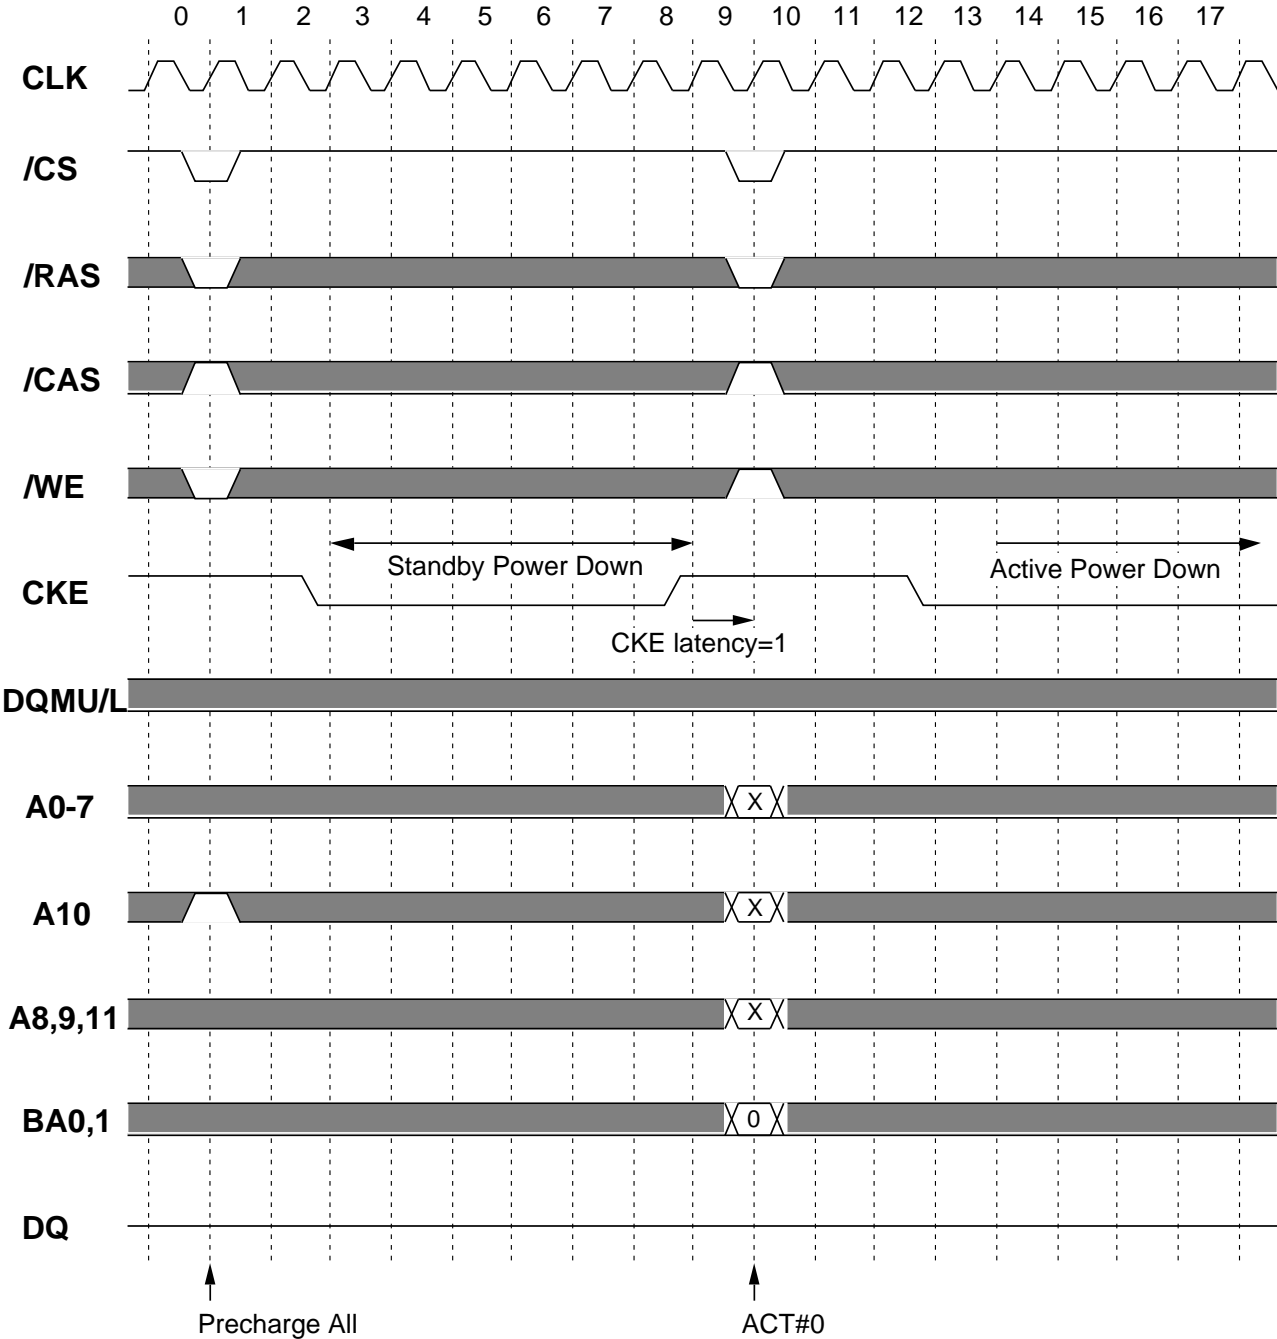 0 1 2 3 4 5 6 7 8 9 10 11 12 13 14 15 16 17
CLK
/CS
/RAS
/CAS
/WE
Standby Power Down
Active Power Down
CKE
CKE latency=1
DQMU/L
A0-7
X
A10
X
A8,9,11
X
BA0,1
0
DQ
Precharge All
ACT#0